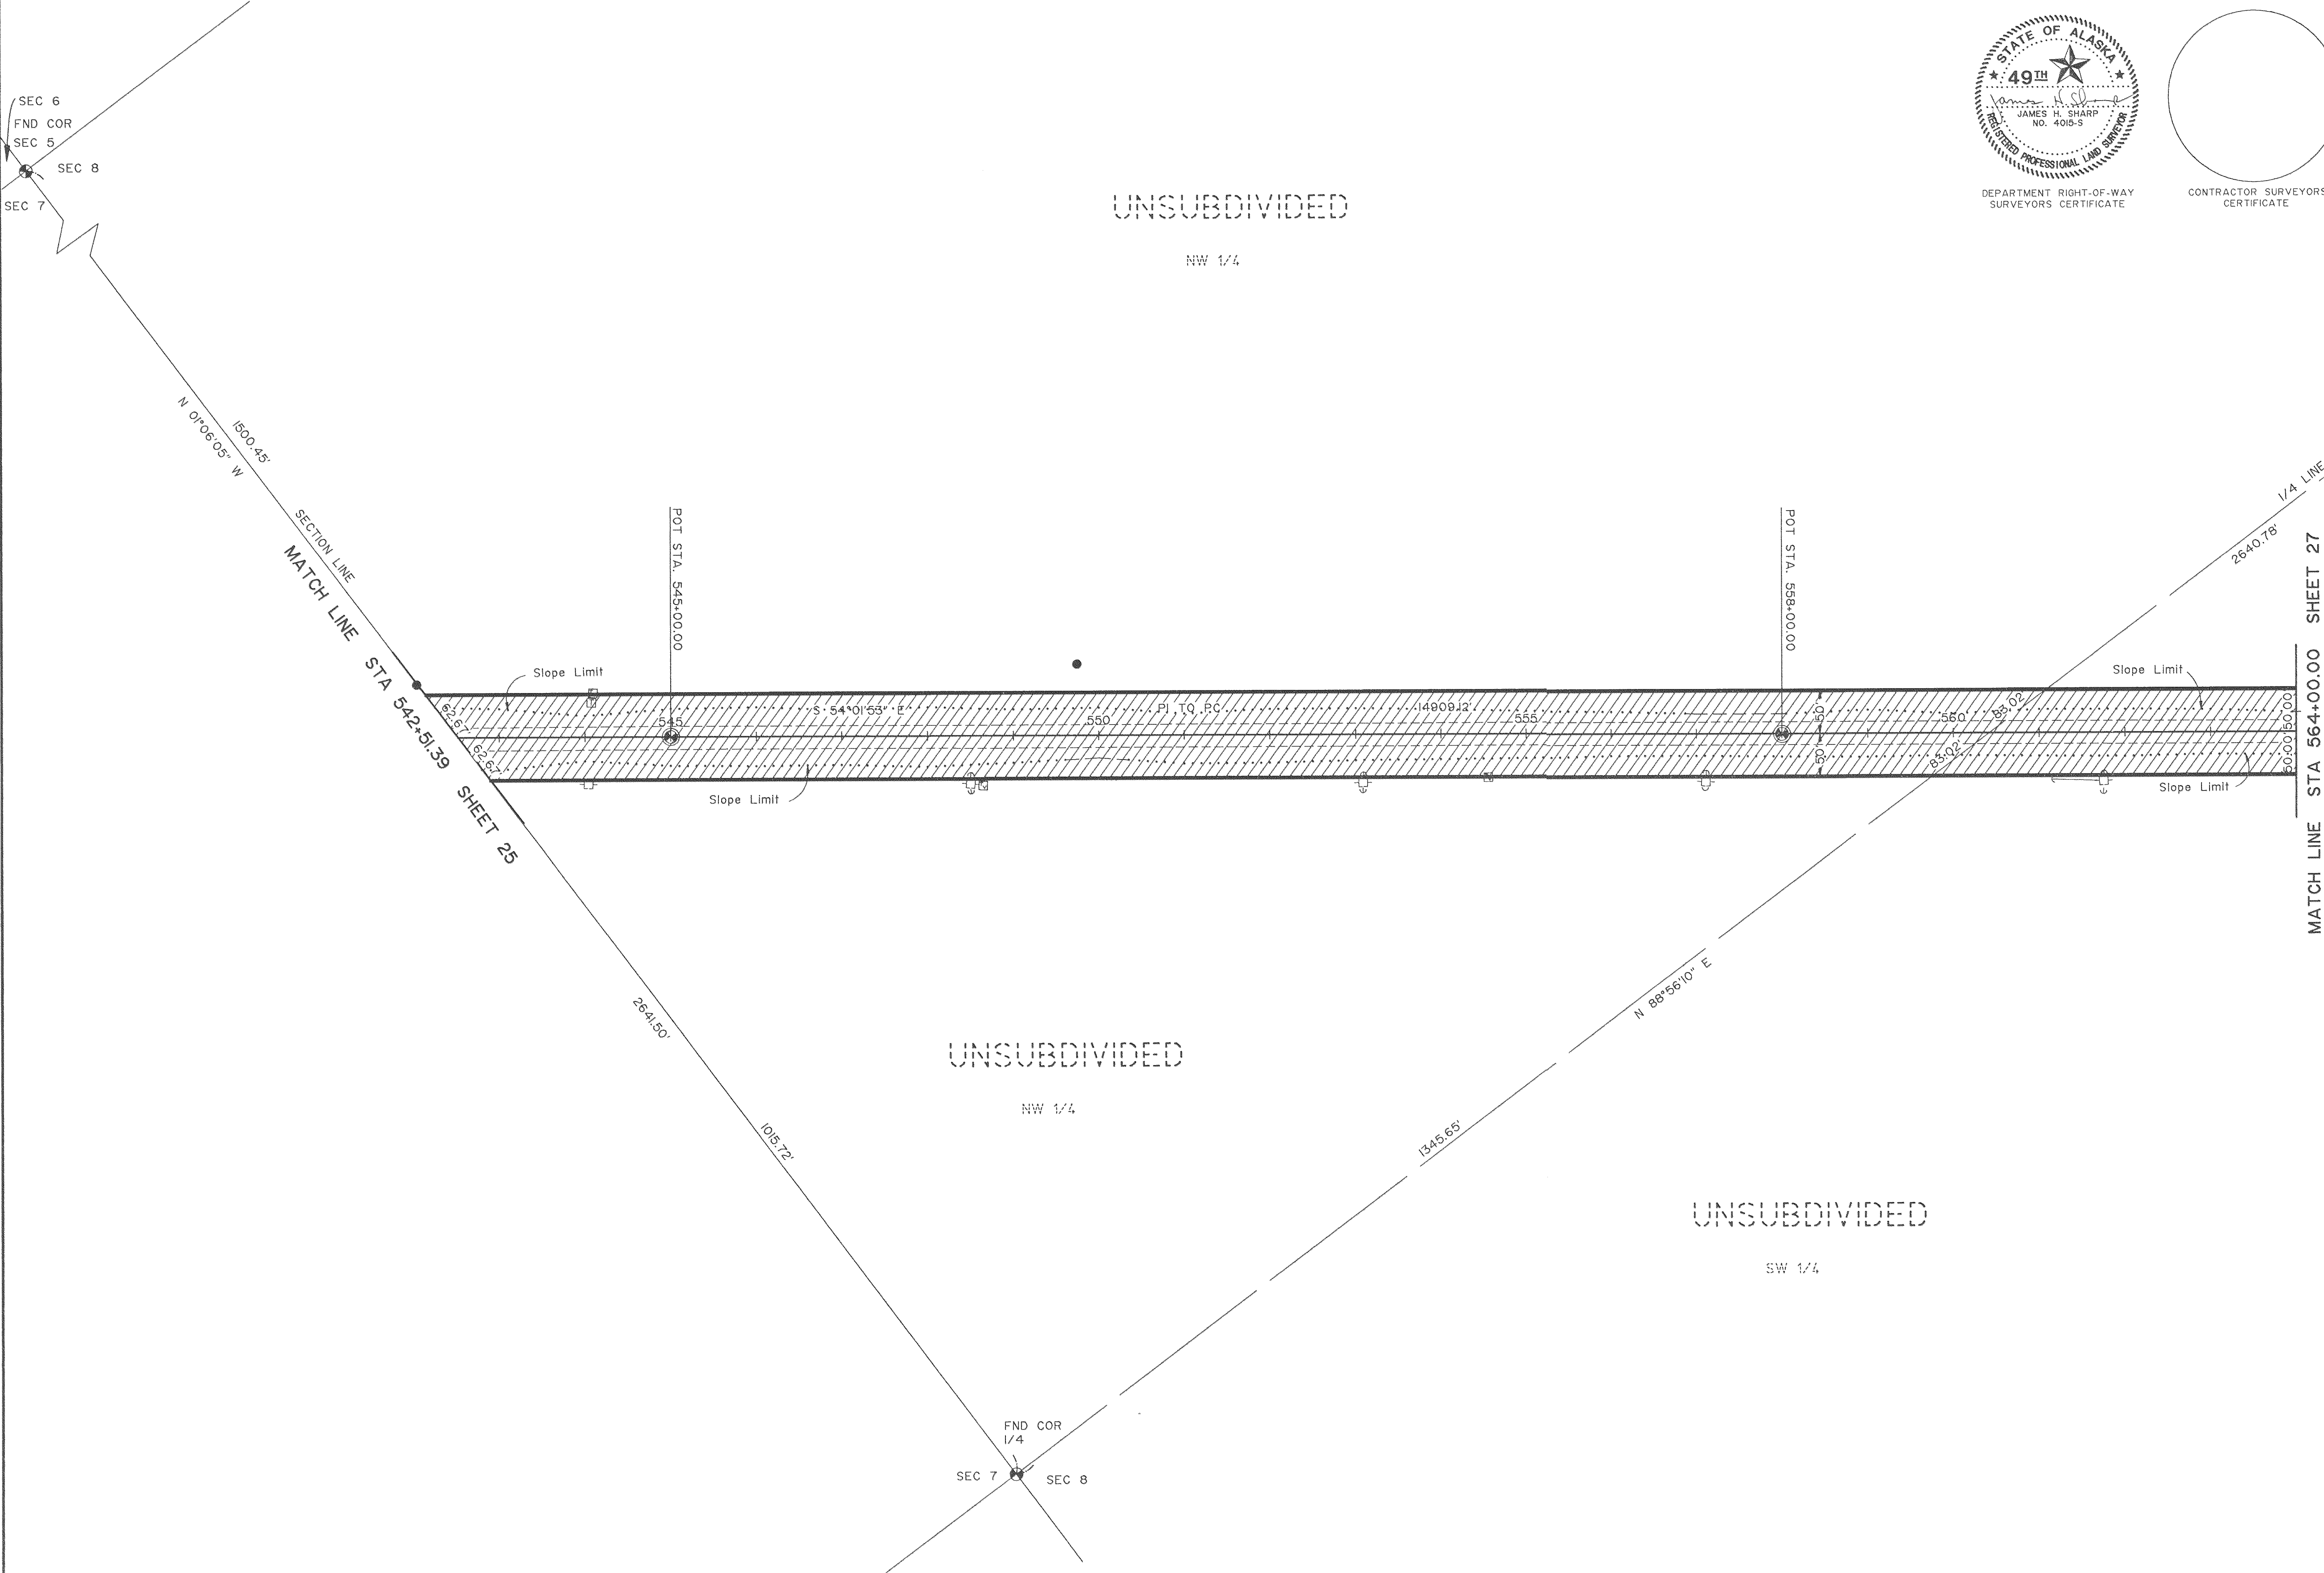 STATE OF ALASKA
49TH
James H. Sharp
JAMES H. SHARP
NO. 4015-S
REGISTERED PROFESSIONAL LAND SURVEYOR
DEPARTMENT RIGHT-OF-WAY
SURVEYORS CERTIFICATE
CONTRACTOR SURVEYORS
CERTIFICATE
SEC 6
FND COR
SEC 5
SEC 8
SEC 7
UNSUBDIVIDED
NW 1/4
1500.45'
N 01°06'05" W
SECTION LINE
MATCH LINE STA 542+51.39 SHEET 25
POT STA. 545+00.00
POT STA. 558+00.00
1/4 LINE
2640.78'
MATCH LINE STA 564+00.00 SHEET 27
Slope Limit
Slope Limit
62.67'
62.67'
545
S 54°01'53" E
550
PI TO PC
14909.12'
555
50'
50'
560
83.02'
83.02'
50.00'
50.00'
Slope Limit
Slope Limit
2641.50'
N 88°56'10" E
UNSUBDIVIDED
NW 1/4
1015.72'
1345.65'
UNSUBDIVIDED
SW 1/4
FND COR
1/4
SEC 7
SEC 8